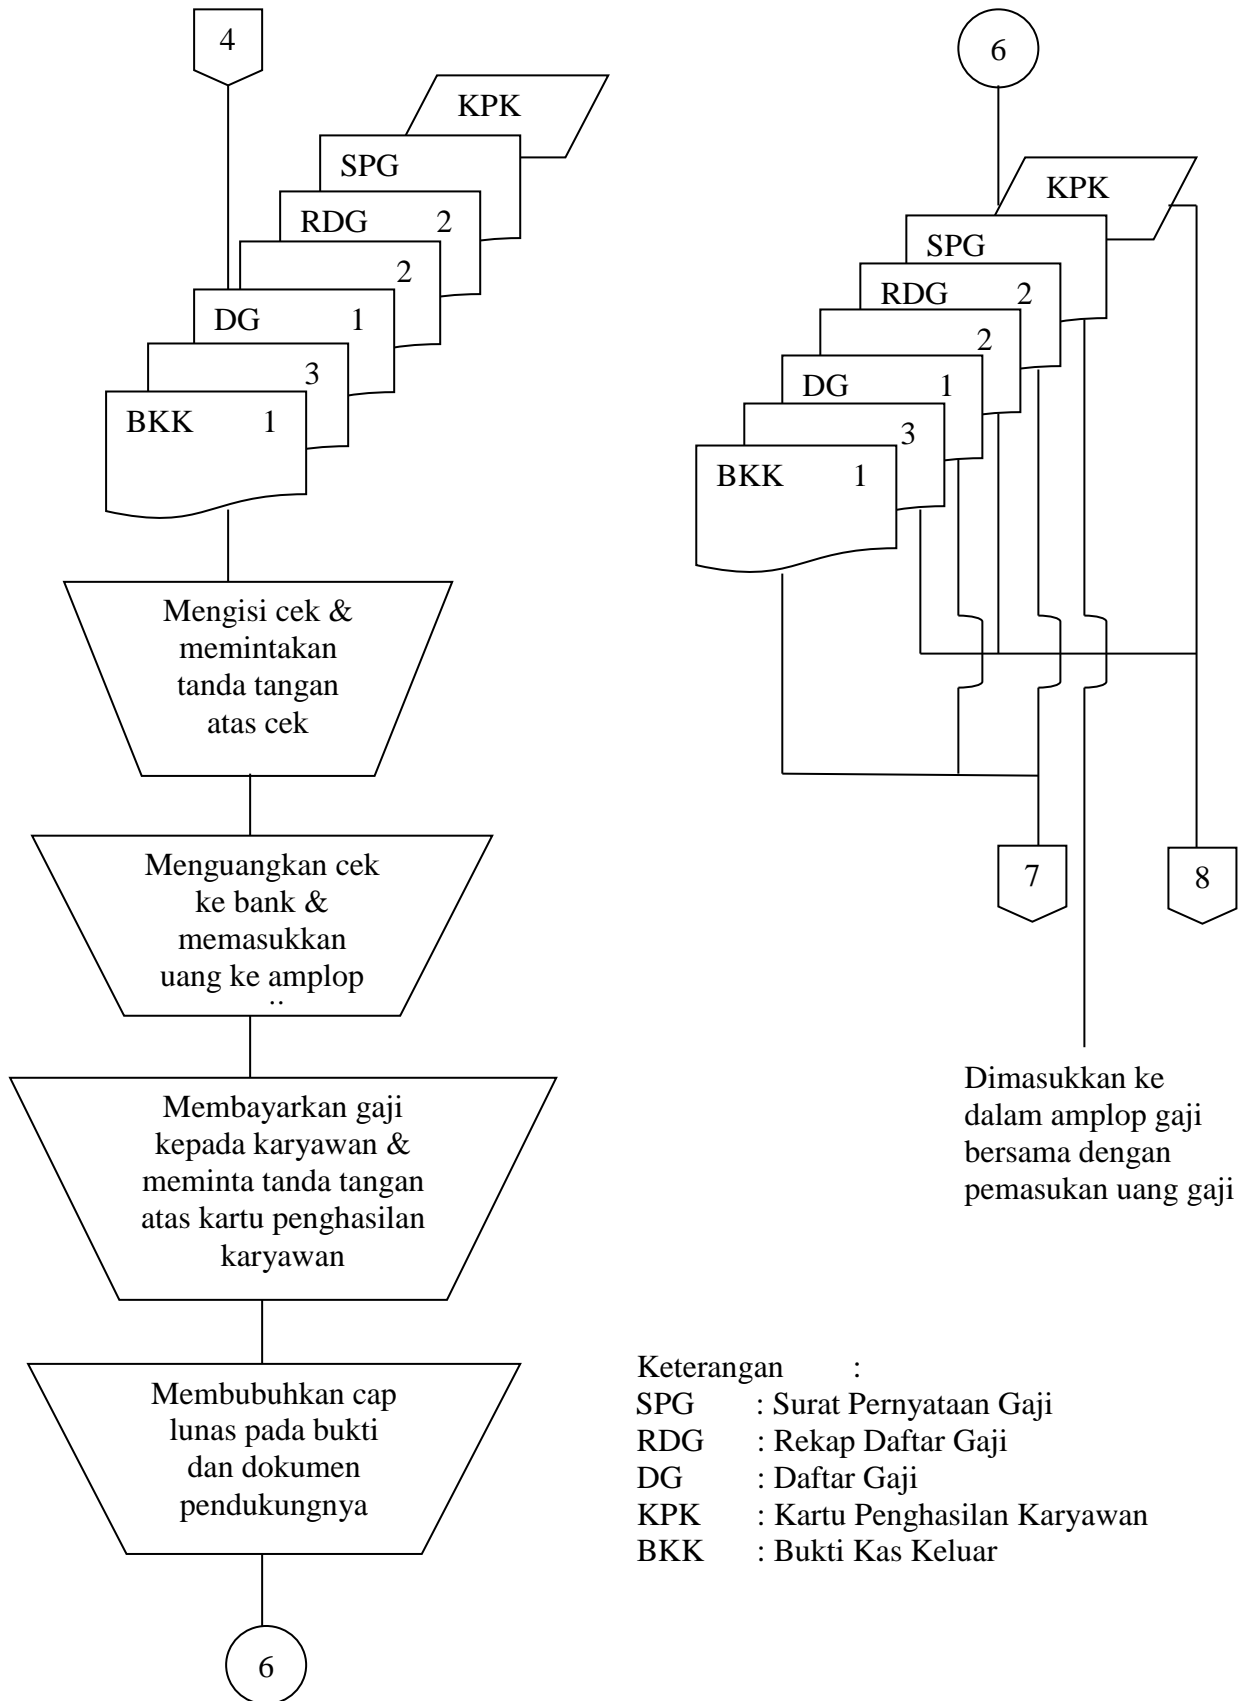 4
KPK
SPG
RDG 2
2
DG 1
3
BKK 1
Mengisi cek &
memintakan
tanda tangan
atas cek
Menguangkan cek
ke bank &
memasukkan
uang ke amplop
Membayarkan gaji
kepada karyawan &
meminta tanda tangan
atas kartu penghasilan
karyawan
Membubuhkan cap
lunas pada bukti
dan dokumen
pendukungnya
6
6
KPK
SPG
RDG 2
2
DG 1
3
BKK 1
7
8
Dimasukkan ke
dalam amplop gaji
bersama dengan
pemasukan uang gaji
Keterangan :
SPG : Surat Pernyataan Gaji
RDG : Rekap Daftar Gaji
DG : Daftar Gaji
KPK : Kartu Penghasilan Karyawan
BKK : Bukti Kas Keluar